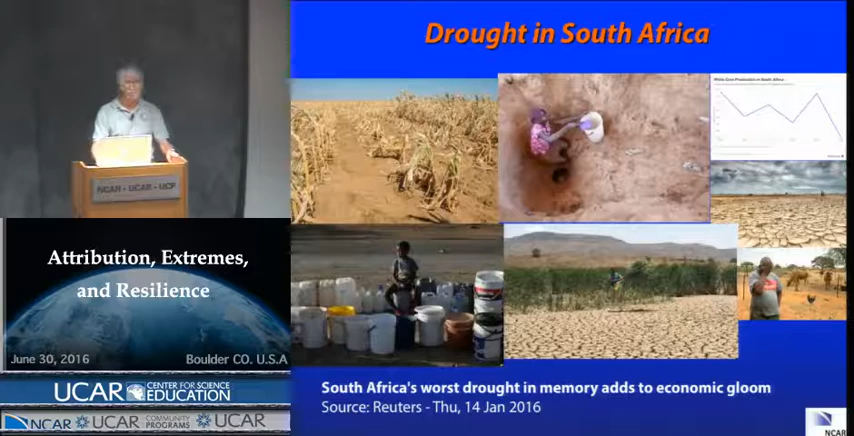 Drought in South Africa
NCAR • UCAR • UCP
Attribution, Extremes,
and Resilience
June 30, 2016
Boulder CO. U.S.A
UCAR CENTER FOR SCIENCE
EDUCATION
NCAR UCAR COMMUNITY
PROGRAMS UCAR
South Africa's worst drought in memory adds to economic gloom
Source: Reuters - Thu, 14 Jan 2016
NCAR